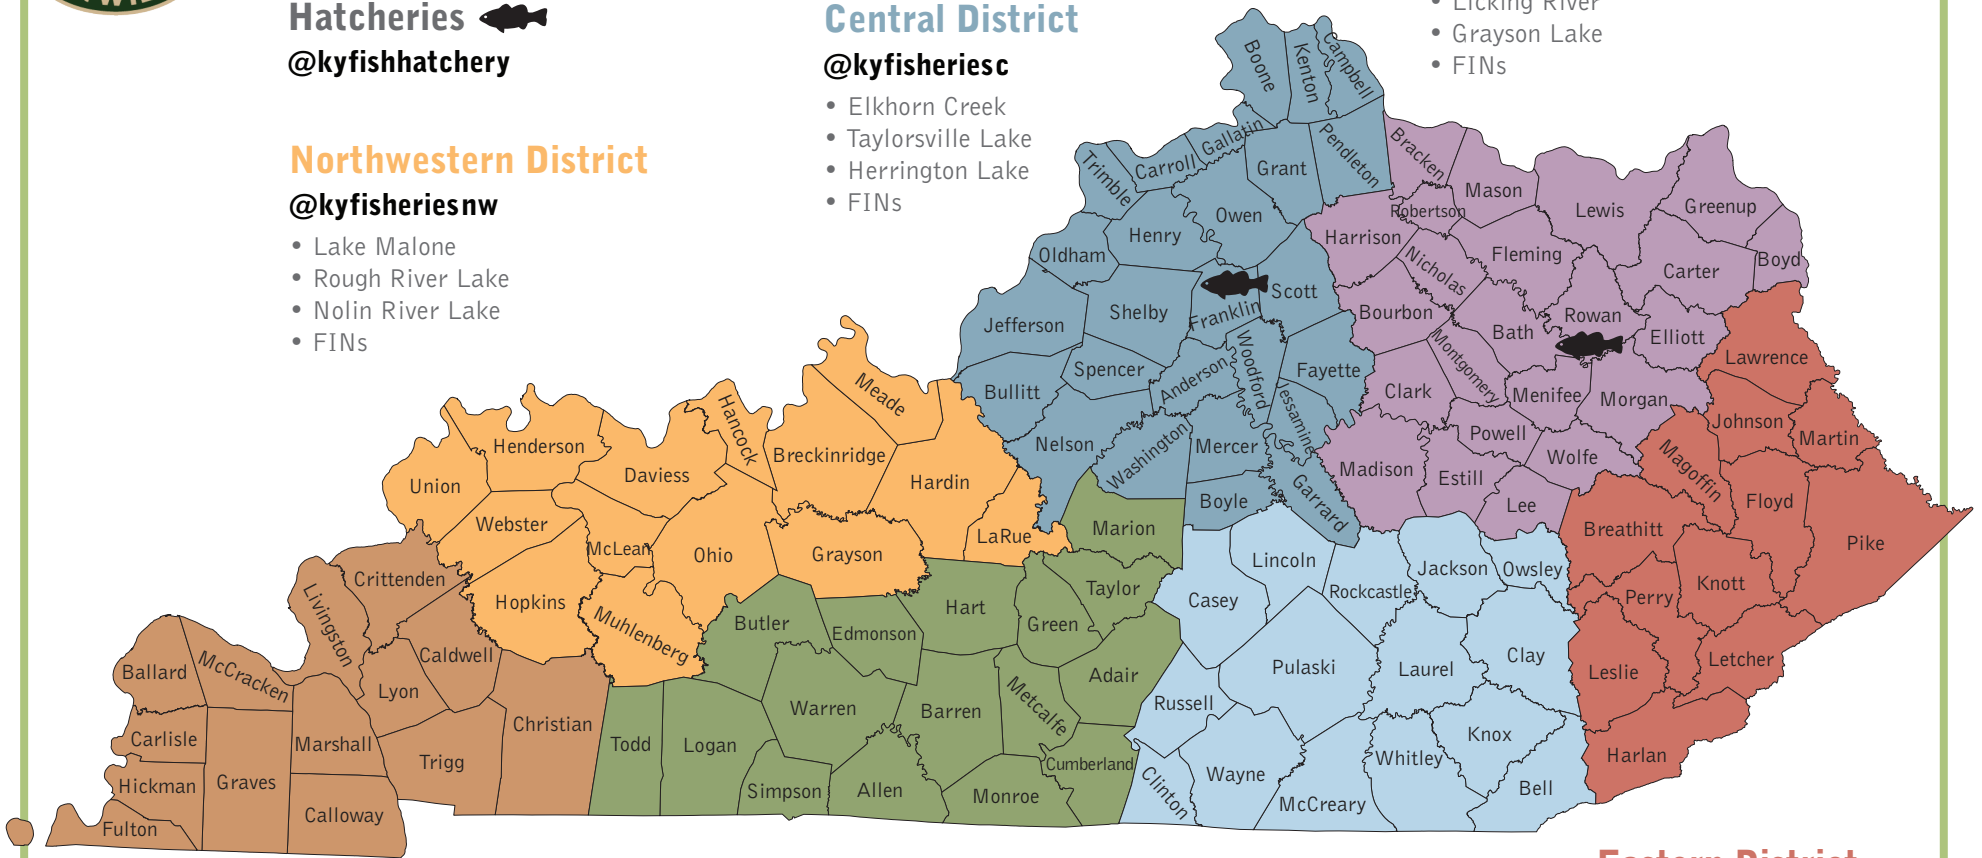 Hatcheries
@kyfishhatchery
Northwestern District
@kyfisheriesnw
• Lake Malone
• Rough River Lake
• Nolin River Lake
• FINs
Central District
@kyfisheriesc
• Elkhorn Creek
• Taylorsville Lake
• Herrington Lake
• FINs
• Licking River
• Grayson Lake
• FINs
Boone
Kenton
Campbell
Gallatin
Carroll
Trimble
Grant
Pendleton
Owen
Henry
Oldham
Jefferson
Shelby
Franklin
Scott
Bullitt
Spencer
Anderson
Woodford
Fayette
Jessamine
Nelson
Washington
Mercer
Boyle
Garrard
Bracken
Mason
Robertson
Lewis
Greenup
Harrison
Nicholas
Fleming
Carter
Boyd
Bourbon
Bath
Rowan
Elliott
Montgomery
Clark
Menifee
Morgan
Powell
Wolfe
Madison
Estill
Lee
Lawrence
Johnson
Martin
Magoffin
Floyd
Breathitt
Pike
Knott
Perry
Leslie
Letcher
Harlan
Meade
Hancock
Breckinridge
Henderson
Daviess
Union
Webster
Hardin
LaRue
McLean
Ohio
Grayson
Hopkins
Muhlenberg
Crittenden
Livingston
Caldwell
Lyon
Ballard
McCracken
Carlisle
Marshall
Christian
Trigg
Hickman
Graves
Calloway
Fulton
Marion
Taylor
Hart
Green
Butler
Edmonson
Adair
Metcalfe
Barren
Warren
Todd
Logan
Simpson
Allen
Monroe
Cumberland
Lincoln
Casey
Rockcastle
Jackson
Owsley
Pulaski
Laurel
Clay
Russell
Knox
Whitley
Wayne
Clinton
McCreary
Bell
Eastern District